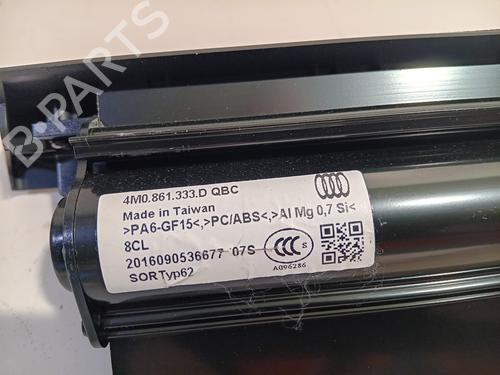 4M0.861.333.D QBC
Made in Taiwan
>PA6-GF15<,>PC/ABS<,>Al Mg 0,7 Si<
8CL
2016090536677 07S
SORTyp62
CCC S
A096286
B-PARTS